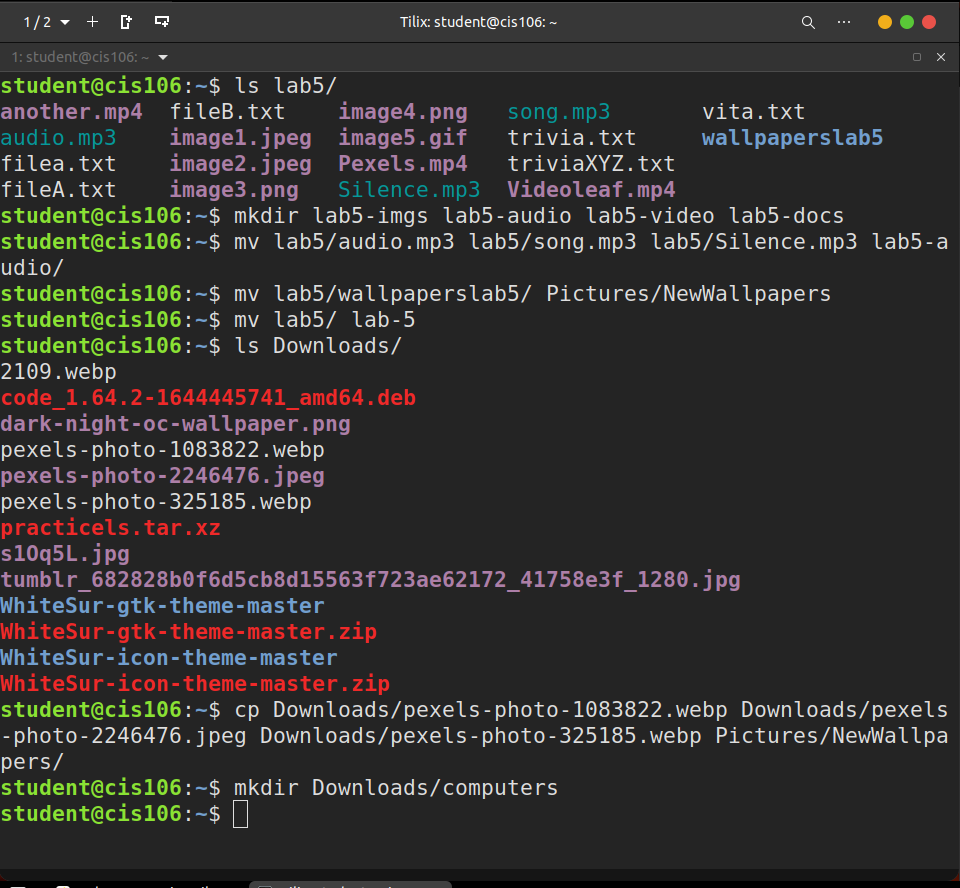 1 / 2
Tilix: student@cis106: ~
1: student@cis106: ~
student@cis106:~$ ls lab5/
another.mp4 fileB.txt image4.png song.mp3 vita.txt
audio.mp3 image1.jpeg image5.gif trivia.txt wallpaperslab5
filea.txt image2.jpeg Pexels.mp4 triviaXYZ.txt
fileA.txt image3.png Silence.mp3 Videoleaf.mp4
student@cis106:~$ mkdir lab5-imgs lab5-audio lab5-video lab5-docs
student@cis106:~$ mv lab5/audio.mp3 lab5/song.mp3 lab5/Silence.mp3 lab5-a
udio/
student@cis106:~$ mv lab5/wallpaperslab5/ Pictures/NewWallpapers
student@cis106:~$ mv lab5/ lab-5
student@cis106:~$ ls Downloads/
2109.webp
code_1.64.2-1644445741_amd64.deb
dark-night-oc-wallpaper.png
pexels-photo-1083822.webp
pexels-photo-2246476.jpeg
pexels-photo-325185.webp
practicels.tar.xz
s1Oq5L.jpg
tumblr_682828b0f6d5cb8d15563f723ae62172_41758e3f_1280.jpg
WhiteSur-gtk-theme-master
WhiteSur-gtk-theme-master.zip
WhiteSur-icon-theme-master
WhiteSur-icon-theme-master.zip
student@cis106:~$ cp Downloads/pexels-photo-1083822.webp Downloads/pexels
-photo-2246476.jpeg Downloads/pexels-photo-325185.webp Pictures/NewWallpa
pers/
student@cis106:~$ mkdir Downloads/computers
student@cis106:~$